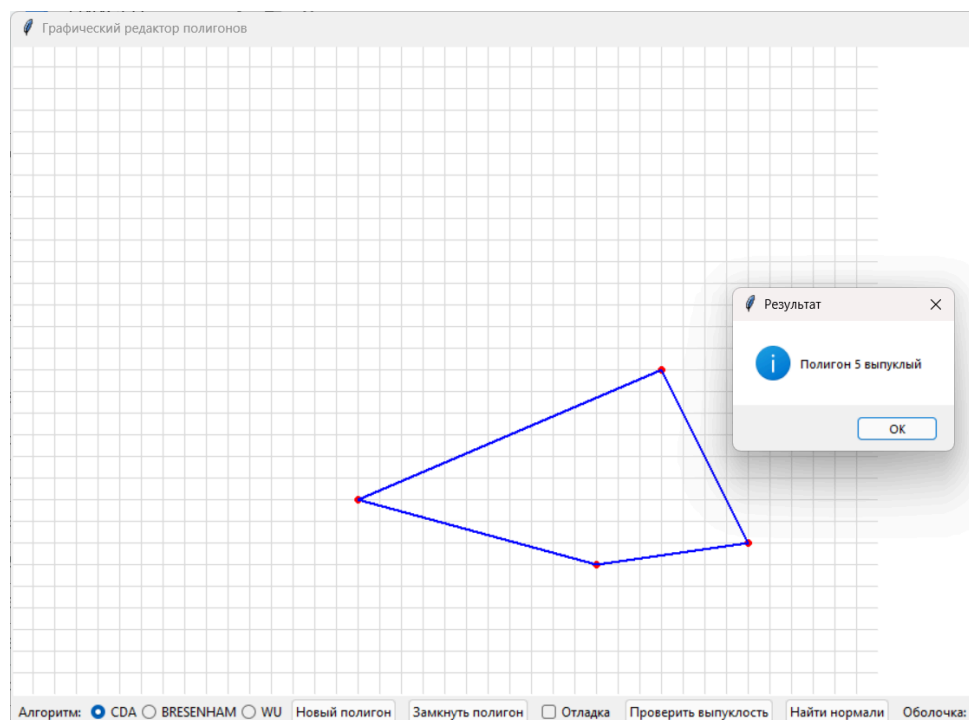 Графический редактор полигонов
Результат
Полигон 5 выпуклый
OK
Алгоритм: CDA BRESENHAM WU Новый полигон Замкнуть полигон Отладка Проверить выпуклость Найти нормали Оболочка: